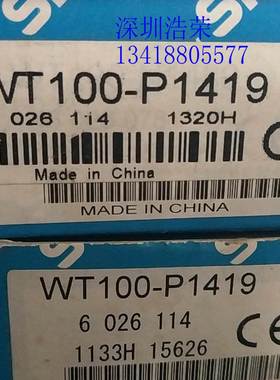 深圳浩荣
13418805577
WT100-P1419
026 114 1320H
Made in China
MADE IN CHINA
WT100-P1419
6 026 114
1133H 15626
CE